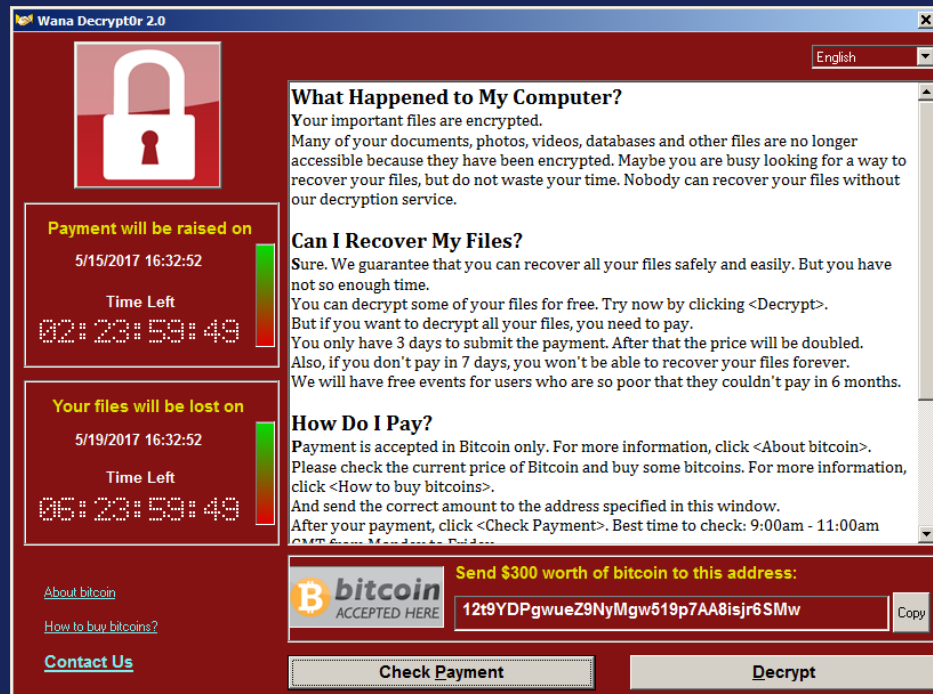 Wana Decrypt0r 2.0
English
What Happened to My Computer?
Your important files are encrypted.
Many of your documents, photos, videos, databases and other files are no longer
accessible because they have been encrypted. Maybe you are busy looking for a way to
recover your files, but do not waste your time. Nobody can recover your files without
our decryption service.
Can I Recover My Files?
Sure. We guarantee that you can recover all your files safely and easily. But you have
not so enough time.
You can decrypt some of your files for free. Try now by clicking <Decrypt>.
But if you want to decrypt all your files, you need to pay.
You only have 3 days to submit the payment. After that the price will be doubled.
Also, if you don't pay in 7 days, you won't be able to recover your files forever.
We will have free events for users who are so poor that they couldn't pay in 6 months.
How Do I Pay?
Payment is accepted in Bitcoin only. For more information, click <About bitcoin>.
Please check the current price of Bitcoin and buy some bitcoins. For more information,
click <How to buy bitcoins>.
And send the correct amount to the address specified in this window.
After your payment, click <Check Payment>. Best time to check: 9:00am - 11:00am
GMT from Monday to Friday.
Payment will be raised on
5/15/2017 16:32:52
Time Left
02:23:59:49
Your files will be lost on
5/19/2017 16:32:52
Time Left
06:23:59:49
About bitcoin
How to buy bitcoins?
Contact Us
bitcoin
ACCEPTED HERE
Send $300 worth of bitcoin to this address:
12t9YDPgwueZ9NyMgw519p7AA8isjr6SMw
Copy
Check Payment
Decrypt